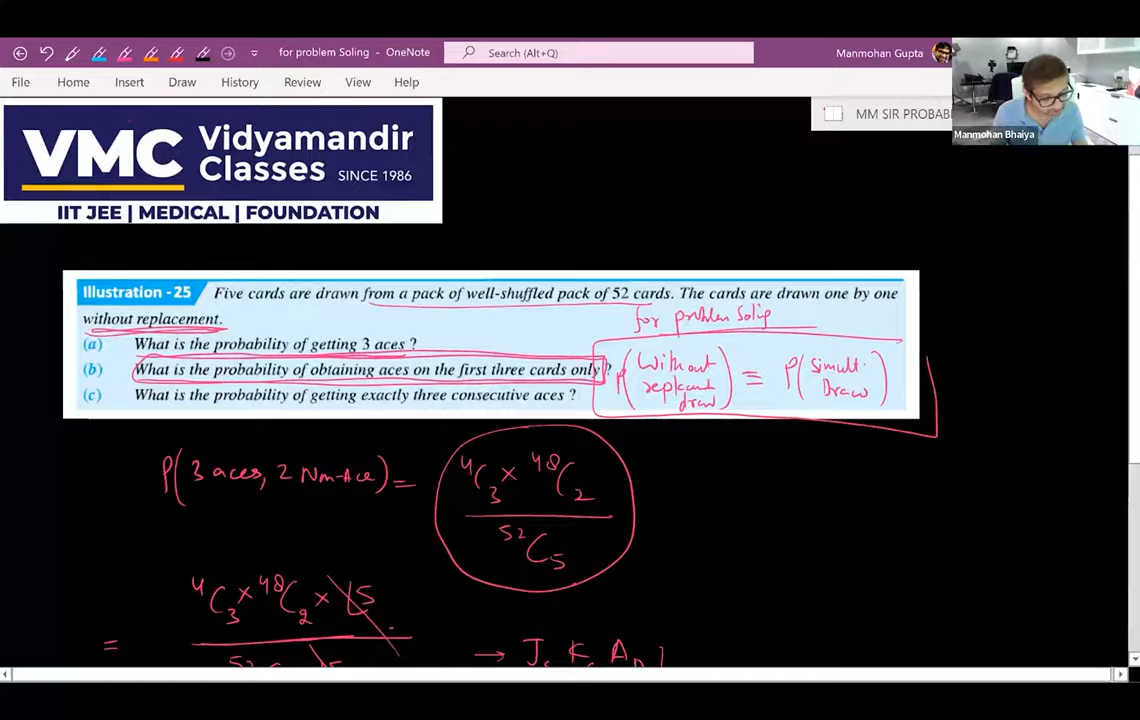 for problem Soling - OneNote
Search (Alt+Q)
Manmohan Gupta
File Home Insert Draw History Review View Help
MM SIR PROBAB
Manmohan Bhaiya
VMC Vidyamandir Classes SINCE 1986
IIT JEE | MEDICAL | FOUNDATION
Illustration - 25 Five cards are drawn from a pack of well-shuffled pack of 52 cards. The cards are drawn one by one
without replacement.
for problem Soling
(a) What is the probability of getting 3 aces ?
(b) What is the probability of obtaining aces on the first three cards only ?
(c) What is the probability of getting exactly three consecutive aces ?
P(Without replacant draw) ≡ P(simult. Draw)
P(3 aces, 2 Nm-Ace) = ⁴C₃ × ⁴⁸C₂
⁵²C₅
⁴C₃ × ⁴⁸C₂ × 5
=
→ J K A